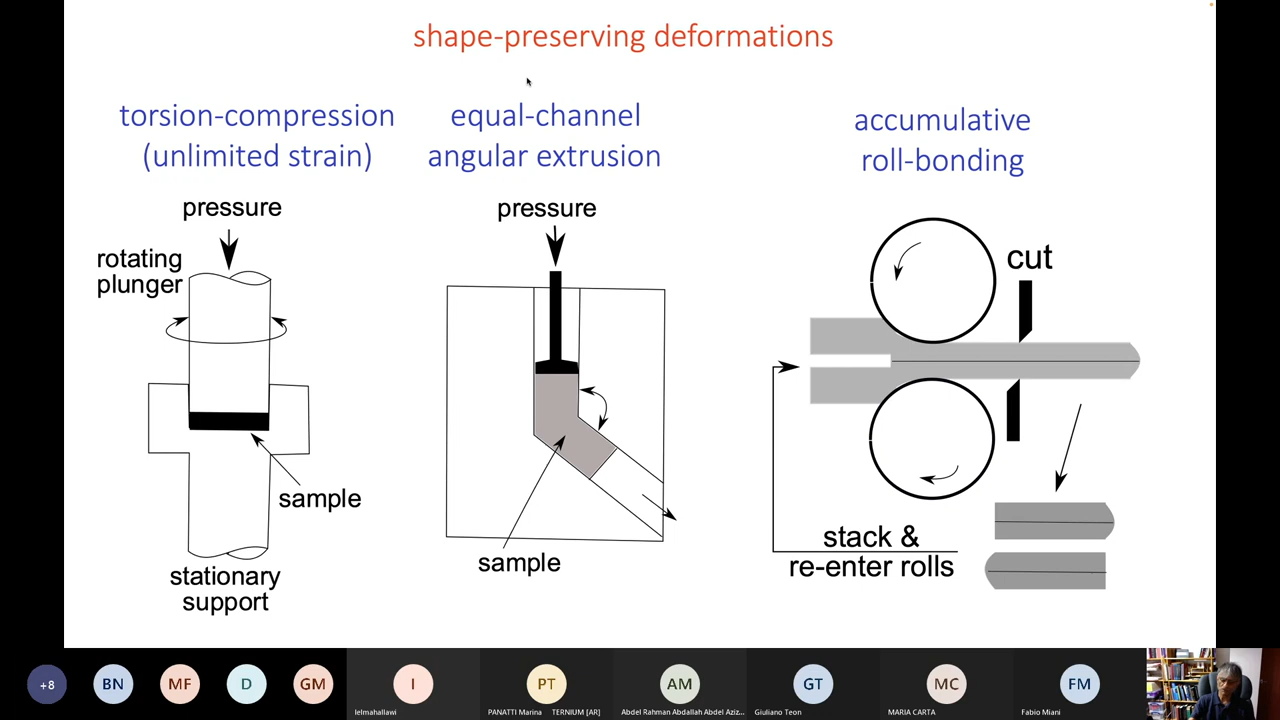 shape-preserving deformations
torsion-compression
(unlimited strain)
equal-channel
angular extrusion
accumulative
roll-bonding
pressure
rotating
plunger
sample
stationary
support
pressure
sample
cut
stack &
re-enter rolls
+8
BN
MF
D
GM
I
lelmahallawi
PT
PANATTI Marina TERNIUM [AR]
AM
Abdel Rahman Abdallah Abdel Aziz...
GT
Giuliano Teon
MC
MARIA CARTA
FM
Fabio Miani